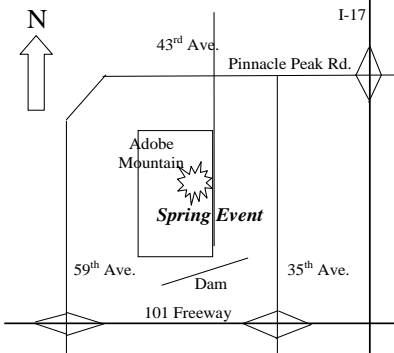 I-17
N
43rd Ave.
Pinnacle Peak Rd.
Adobe
Mountain
Spring Event
59th Ave.
35th Ave.
Dam
101 Freeway